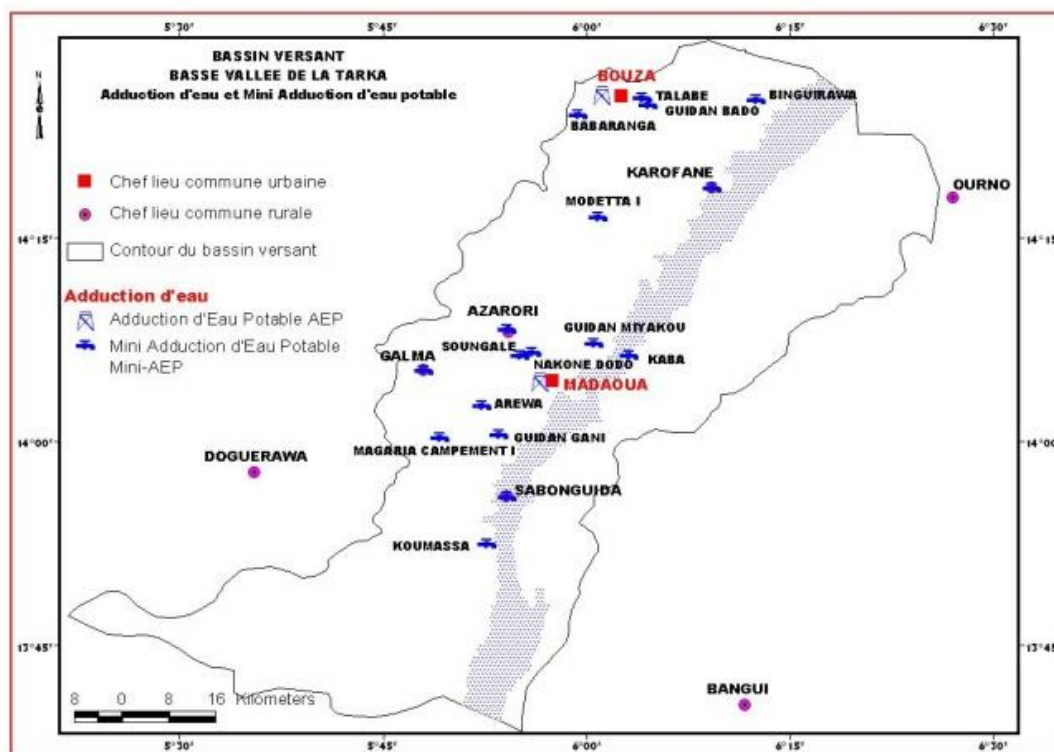 5°30' 5°45' 6°00' 6°15' 6°30'
BASSIN VERSANT
BASSE VALLEE DE LA TARKA
Adduction d'eau et Mini Adduction d'eau potable
N
BOUZA
TALABE
BINGUIRAWA
GUIDAN BADO
BABARANGA
KAROFANE
OURNO
MODETTA I
Chef lieu commune urbaine
Chef lieu commune rurale
Contour du bassin versant
14°15' 14°15'
Adduction d'eau
Adduction d'Eau Potable AEP
Mini Adduction d'Eau Potable
Mini-AEP
AZARORI
GUIDAN MIYAKOU
SOUNGALE
GALMA
NAKONE DODO
KABA
MADAOUA
AREWA
GUIDAN GANI
MAGARIA CAMPEMENT I
14°00' 14°00'
DOGUERAWA
SABONGUIDA
KOUMASSA
13°45' 13°45'
BANGUI
8 0 8 16 Kilometers
5°30' 5°45' 6°00' 6°15' 6°30'